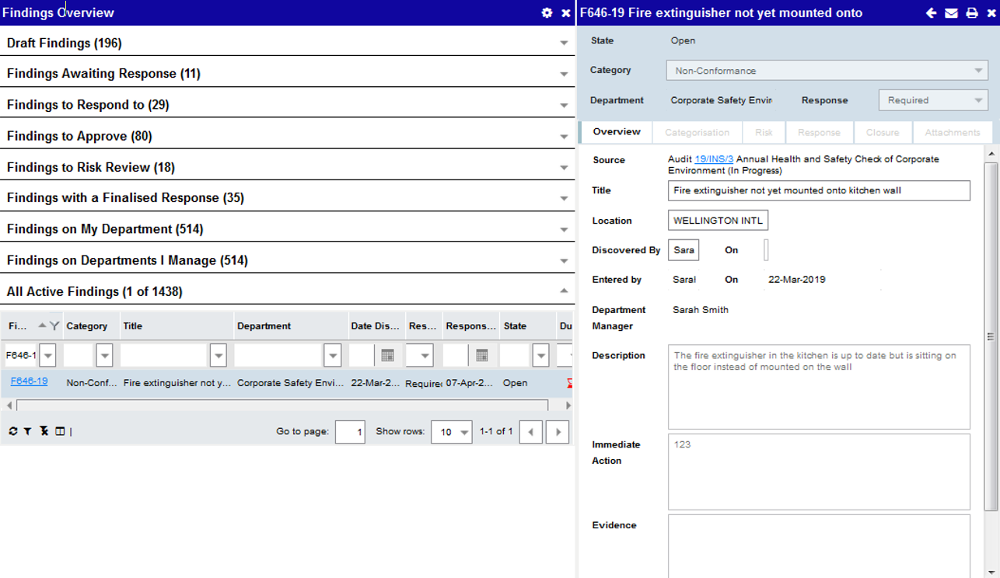 Findings Overview
Draft Findings (196)
Findings Awaiting Response (11)
Findings to Respond to (29)
Findings to Approve (80)
Findings to Risk Review (18)
Findings with a Finalised Response (35)
Findings on My Department (514)
Findings on Departments I Manage (514)
All Active Findings (1 of 1438)
Fi... Category Title Department Date Dis... Res... Respons... State Du
F646-1
F646-19 Non-Conf... Fire extinguisher not y... Corporate Safety Envi... 22-Mar-2... Required 07-Apr-2... Open
Go to page: 1 Show rows: 10 1-1 of 1
F646-19 Fire extinguisher not yet mounted onto
State Open
Category Non-Conformance
Department Corporate Safety Envir Response Required
Overview Categorisation Risk Response Closure Attachments
Source Audit 19/INS/3 Annual Health and Safety Check of Corporate
Environment (In Progress)
Title Fire extinguisher not yet mounted onto kitchen wall
Location WELLINGTON INTL
Discovered By Sara On
Entered by Saral On 22-Mar-2019
Department Sarah Smith
Manager
Description The fire extinguisher in the kitchen is up to date but is sitting on
the floor instead of mounted on the wall
Immediate 123
Action
Evidence